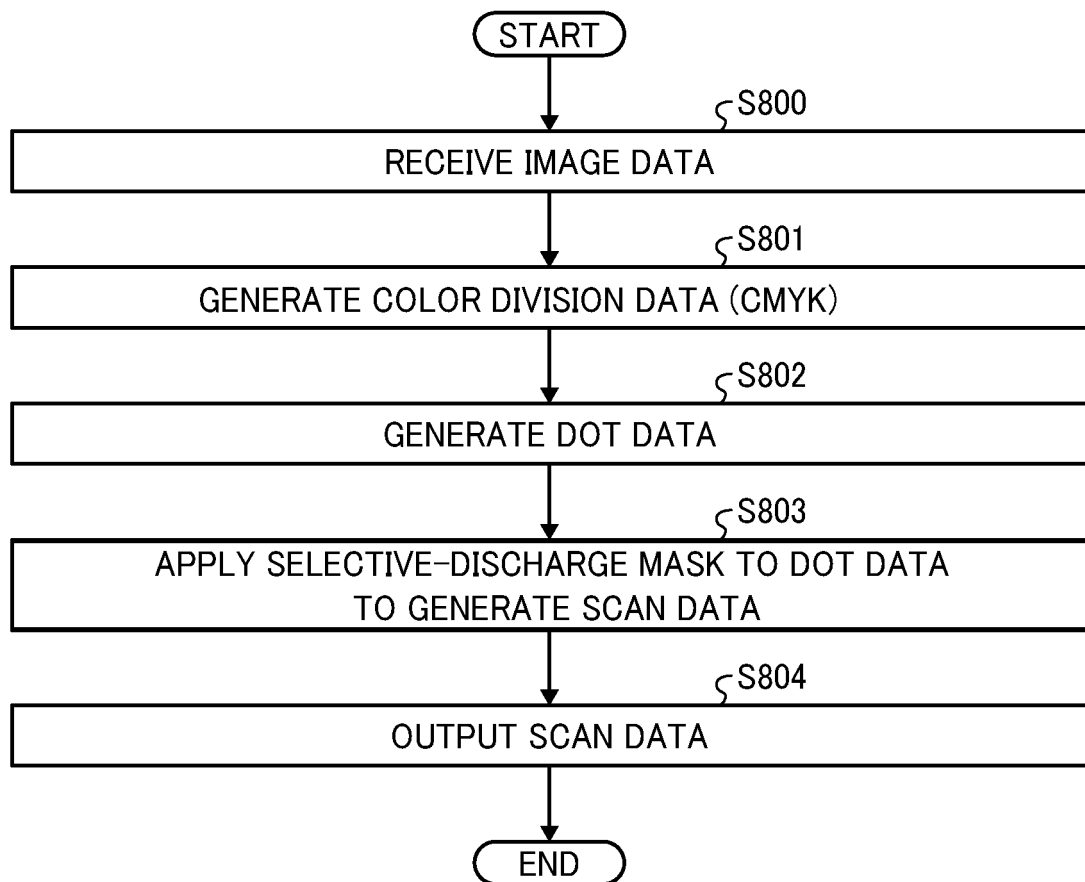 START
S800
RECEIVE IMAGE DATA
S801
GENERATE COLOR DIVISION DATA (CMYK)
S802
GENERATE DOT DATA
S803
APPLY SELECTIVE-DISCHARGE MASK TO DOT DATA
TO GENERATE SCAN DATA
S804
OUTPUT SCAN DATA
END